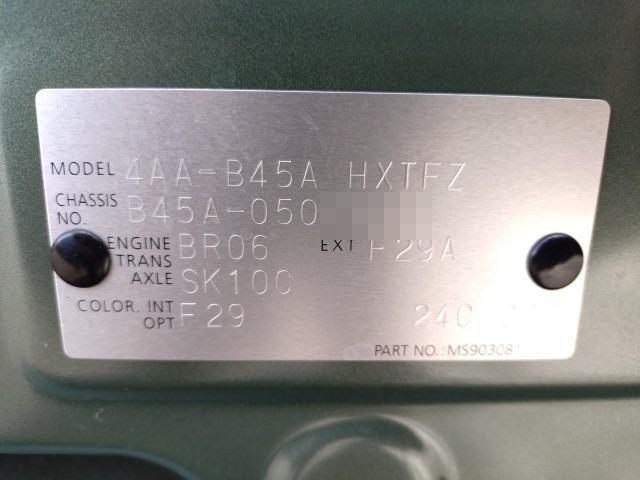 MODEL 4AA-B45A HXTFZ
CHASSIS NO. B45A-050
ENGINE BR06 EXT F29A
TRANS AXLE SK10C
COLOR. INT F29
OPT 24C
PART NO.:MS903081